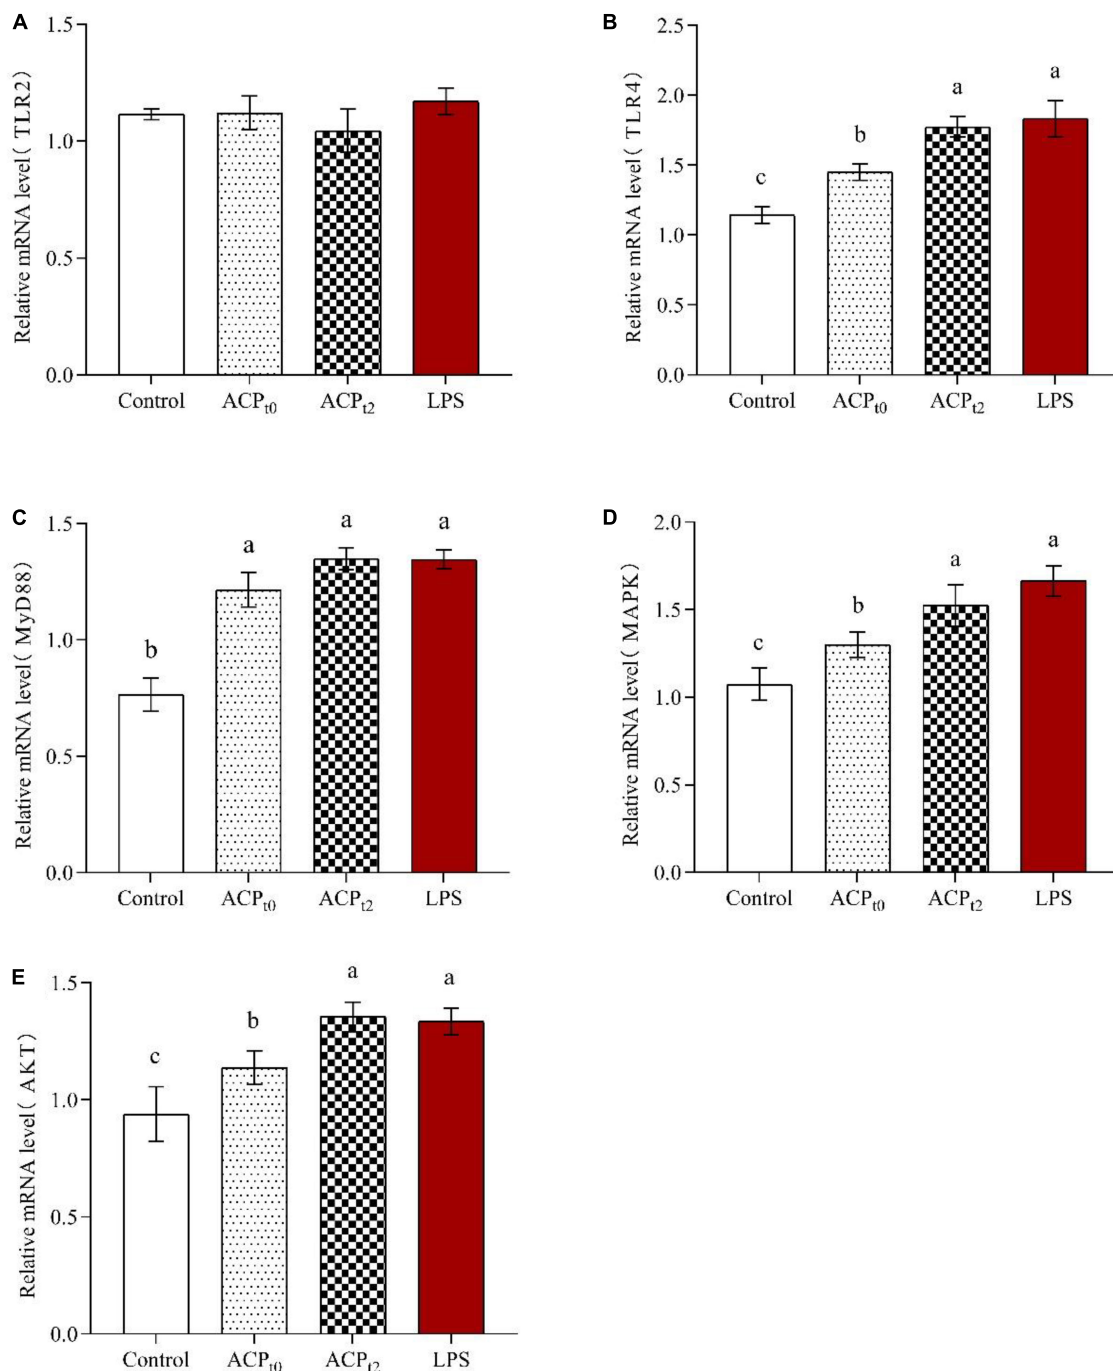 A
Relative mRNA level( TLR2)
1.5
1.0
0.5
0.0
Control ACPt0 ACPt2 LPS
B
Relative mRNA level( TLR4)
2.5
2.0
1.5
1.0
0.5
0.0
c b a a
Control ACPt0 ACPt2 LPS
C
Relative mRNA level( MyD88)
1.5
1.0
0.5
0.0
b a a a
Control ACPt0 ACPt2 LPS
D
Relative mRNA level( MAPK)
2.0
1.5
1.0
0.5
0.0
c b a a
Control ACPt0 ACPt2 LPS
E
Relative mRNA level( AKT)
1.5
1.0
0.5
0.0
c b a a
Control ACPt0 ACPt2 LPS